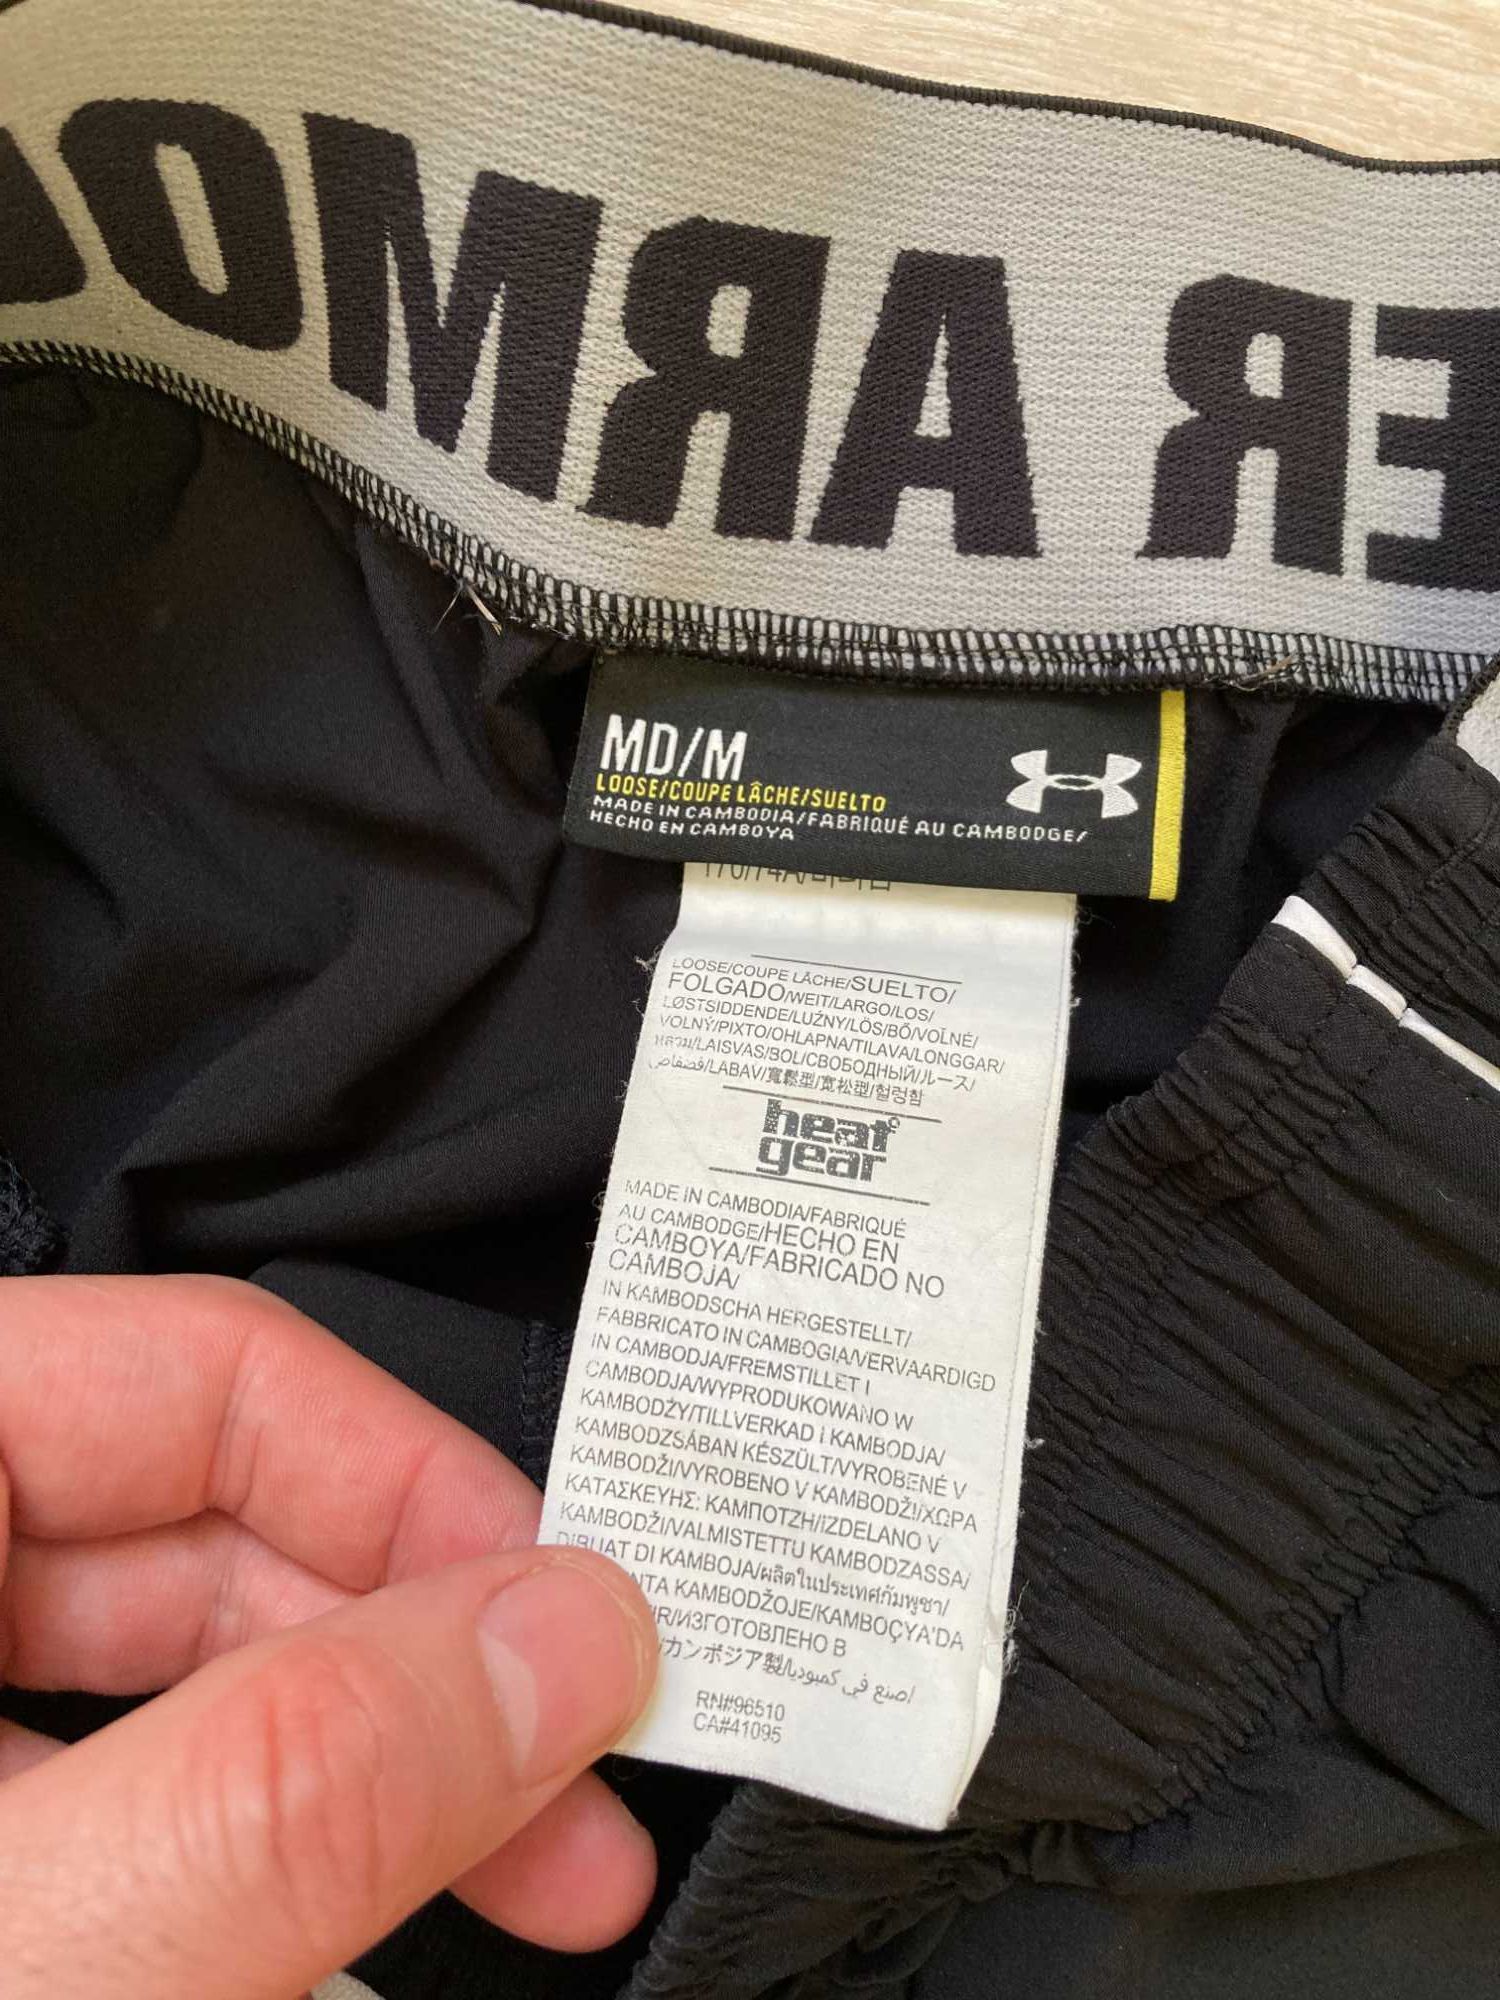 ER ARMO
MD/M
LOOSE/COUPE LÂCHE/SUELTO
MADE IN CAMBODIA/FABRIQUÉ AU CAMBODGE/
HECHO EN CAMBOYA
LOOSE/COUPE LÂCHE/SUELTO/
FOLGADO/WEIT/LARGO/LOS/
LØSTSIDDENDE/LUŹNY/LÖS/BŐ/VOĽNÉ/
VOLNÝ/ΡΙΧΤΟ/OHLAPNA/TILAVA/LONGGAR/
หลวม/LAISVAS/BOL/СВОБОДНЫЙ/ルース/
فضفاض/LABAV/寬鬆型/宽松型/헐렁함
heat
gear
MADE IN CAMBODIA/FABRIQUÉ
AU CAMBODGE/HECHO EN
CAMBOYA/FABRICADO NO
CAMBOJA/
IN KAMBODSCHA HERGESTELLT/
FABBRICATO IN CAMBOGIA/VERVAARDIGD
IN CAMBODJA/FREMSTILLET I
CAMBODJA/WYPRODUKOWANO W
KAMBODŻY/TILLVERKAD I KAMBODJA/
KAMBODZSÁBAN KÉSZÜLT/VYROBENÉ V
KAMBODŽI/VYROBENO V KAMBODŽI/ΧΩΡΑ
ΚΑΤΑΣΚΕΥΗΣ: ΚΑΜΠΟΤΖΗ/IZDELANO V
KAMBODŽI/VALMISTETTU KAMBODZASSA/
DIBUAT DI KAMBOJA/ผลิตในประเทศกัมพูชา/
KAMBODŽOJE/KAMBOÇYA'DA
ИЗГОТОВЛЕНО В
カンボジア製/صنع في كمبوديا
RN#96510
CA#41095